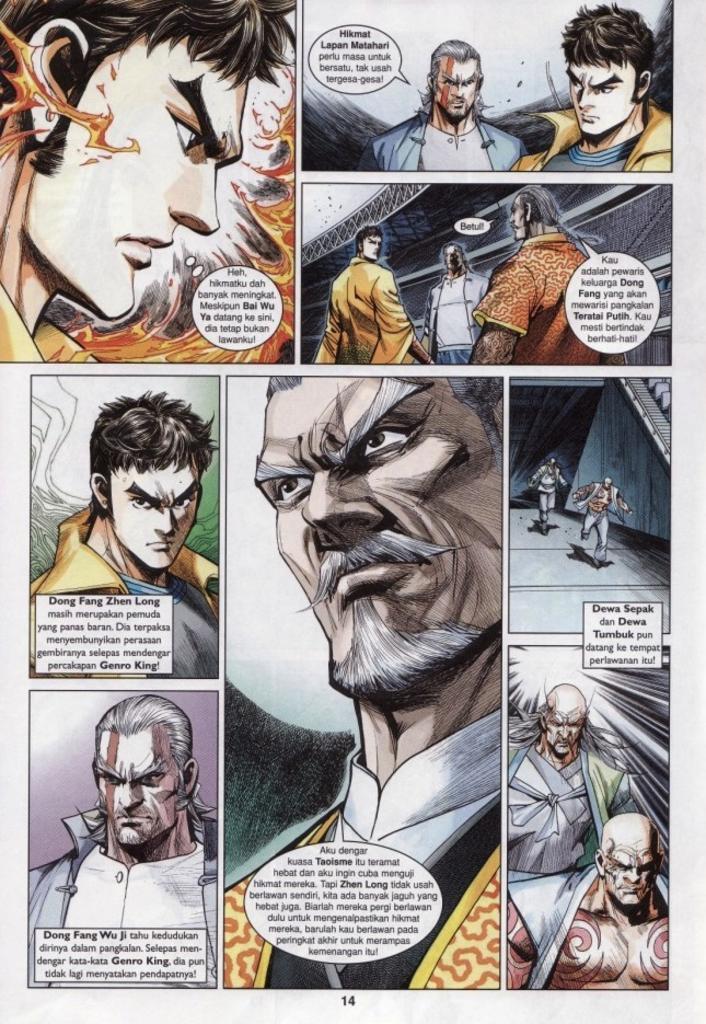 Hikmat
Lapan Matahari
perlu masa untuk
bersatu, tak usah
tergesa-gesa!
Heh,
hikmatku dah
banyak meningkat.
Meskipun Bai Wu
Ya datang ke sini,
dia tetap bukan
lawanku!
Betul!
Kau
adalah pewaris
keluarga Dong
Fang yang akan
mewarisi pangkalan
Teratai Putih. Kau
mesti bertindak
berhati-hati!
Dong Fang Zhen Long
masih merupakan pemuda
yang panas baran. Dia terpaksa
menyembunyikan perasaan
gembiranya selepas mendengar
percakapan Genro King!
Dong Fang Wu Ji tahu kedudukan
dirinya dalam pangkalan. Selepas men-
dengar kata-kata Genro King, dia pun
tidak lagi menyatakan pendapatnya!
Aku dengar
kuasa Taoisme itu teramat
hebat dan aku ingin cuba menguji
hikmat mereka. Tapi Zhen Long tidak usah
berlawan sendiri, kita ada banyak jaguh yang
hebat juga. Biarlah mereka pergi berlawan
dulu untuk mengenalpastikan hikmat
mereka, barulah kau berlawan pada
peringkat akhir untuk merampas
kemenangan itu!
Dewa Sepak
dan Dewa
Tumbuk pun
datang ke tempat
perlawanan itu!
14